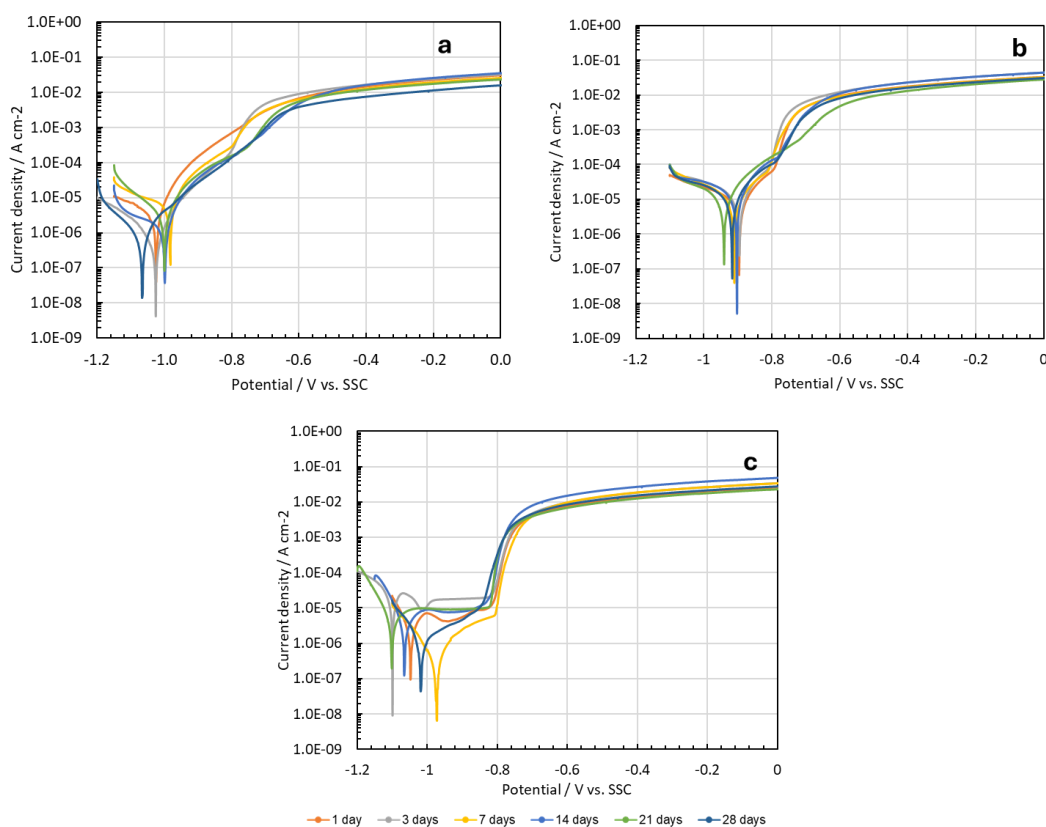 a
1.0E+00
1.0E-01
1.0E-02
1.0E-03
1.0E-04
1.0E-05
1.0E-06
1.0E-07
1.0E-08
1.0E-09
Current density / A cm-2
-1.2 -1.0 -0.8 -0.6 -0.4 -0.2 0.0
Potential / V vs. SSC
b
1.0E+00
1.0E-01
1.0E-02
1.0E-03
1.0E-04
1.0E-05
1.0E-06
1.0E-07
1.0E-08
1.0E-09
Current density / A cm-2
-1.2 -1 -0.8 -0.6 -0.4 -0.2 0
Potential / V vs. SSC
c
1.0E+00
1.0E-01
1.0E-02
1.0E-03
1.0E-04
1.0E-05
1.0E-06
1.0E-07
1.0E-08
1.0E-09
Current density / A cm-2
-1.2 -1 -0.8 -0.6 -0.4 -0.2 0
Potential / V vs. SSC
1 day 3 days 7 days 14 days 21 days 28 days